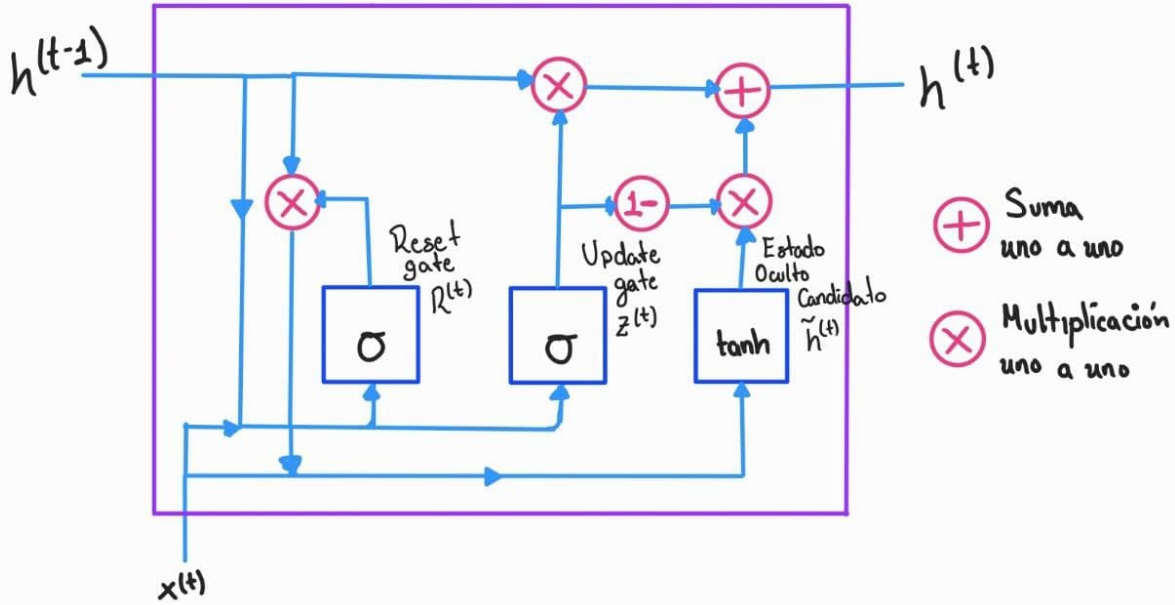 h^(t-1)
h^(t)
×
+
×
1-
×
Reset
gate
R^(t)
Update
gate
z^(t)
Estado
Oculto
Candidato
h̃^(t)
σ
σ
tanh
+ Suma
uno a uno
× Multiplicación
uno a uno
x(t)